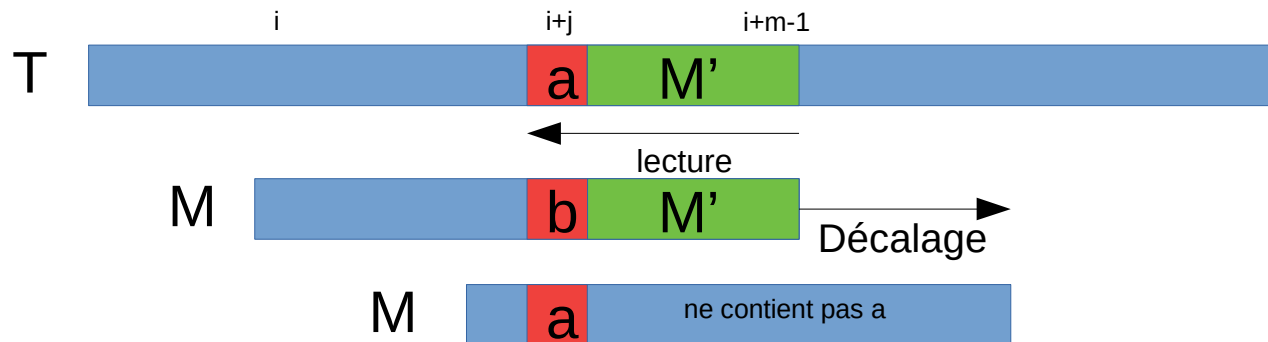 i i+j i+m-1
T a M’
lecture
M b M’
Décalage
M a ne contient pas a